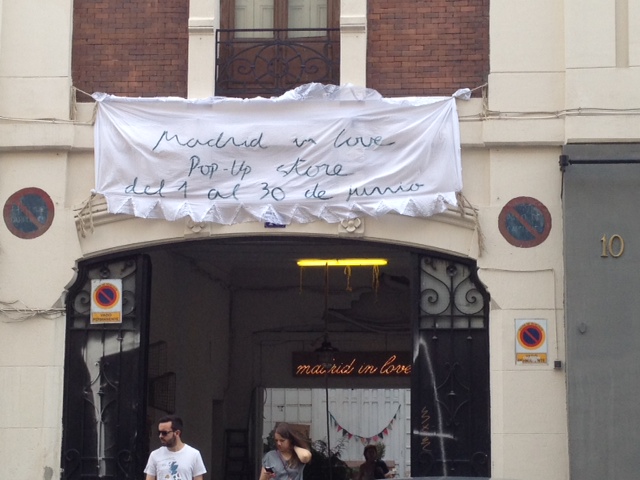 Madrid in love
Pop-Up store
del 1 al 30 de junio
10
madrid in love